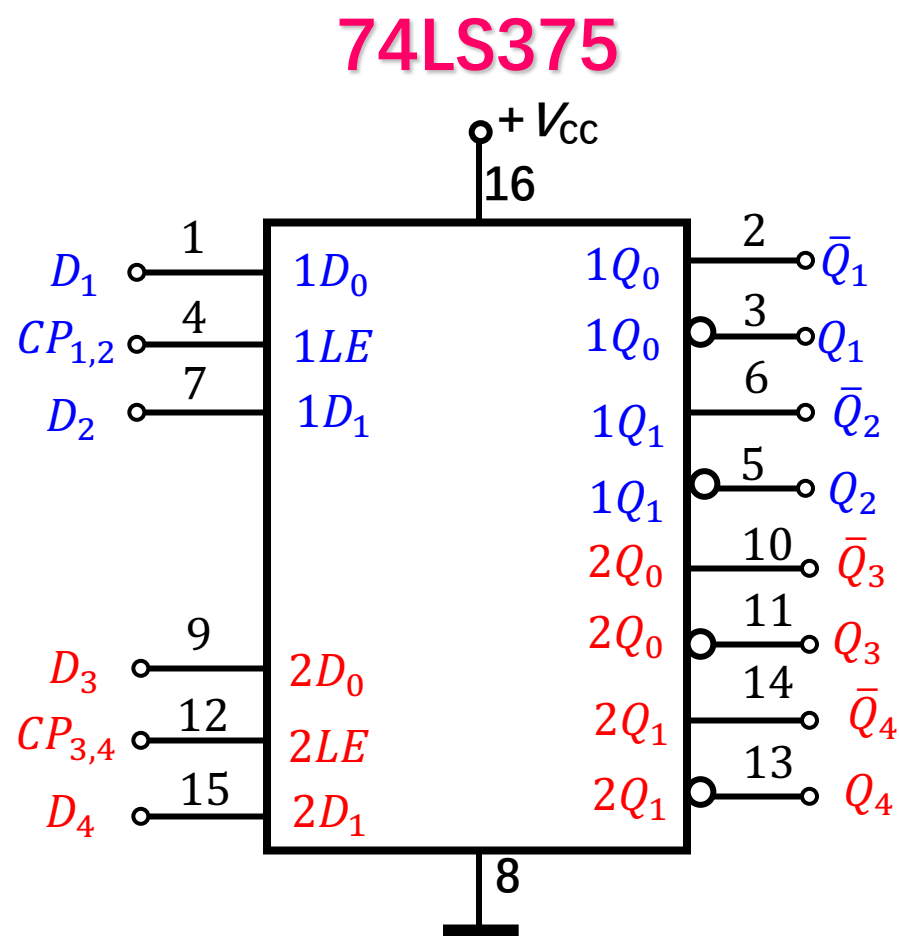 74LS375
+V_CC
16
D₁ 1 1D₀ 1Q₀ 2 Q̅₁
CP₁,₂ 4 1LE 1Q₀ 3 Q₁
D₂ 7 1D₁ 1Q₁ 6 Q̅₂
1Q₁ 5 Q₂
2Q₀ 10 Q̅₃
D₃ 9 2D₀ 2Q₀ 11 Q₃
CP₃,₄ 12 2LE 2Q₁ 14 Q̅₄
D₄ 15 2D₁ 2Q₁ 13 Q₄
8